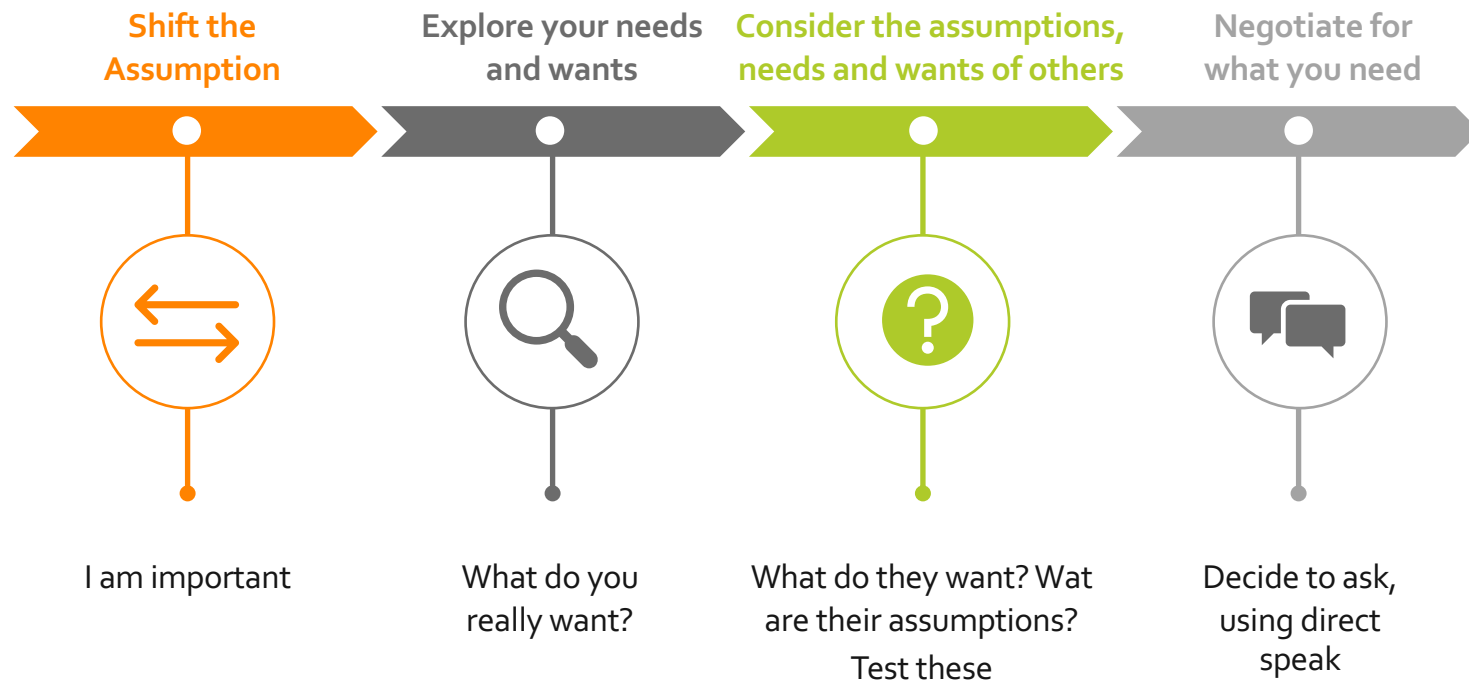 Shift the
Assumption
Explore your needs
and wants
Consider the assumptions,
needs and wants of others
Negotiate for
what you need
I am important
What do you
really want?
What do they want? Wat
are their assumptions?
Test these
Decide to ask,
using direct
speak